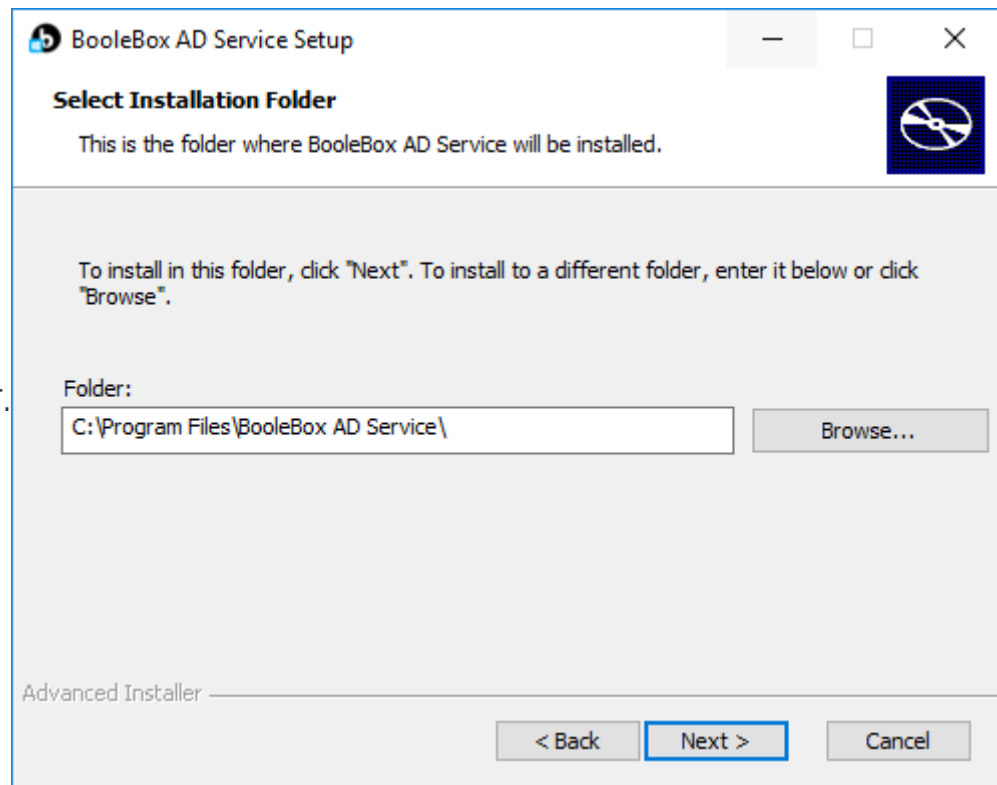 BooleBox AD Service Setup
Select Installation Folder
This is the folder where BooleBox AD Service will be installed.
To install in this folder, click "Next". To install to a different folder, enter it below or click
"Browse".
Folder:
C:\Program Files\BooleBox AD Service\
Browse...
Advanced Installer
< Back
Next >
Cancel